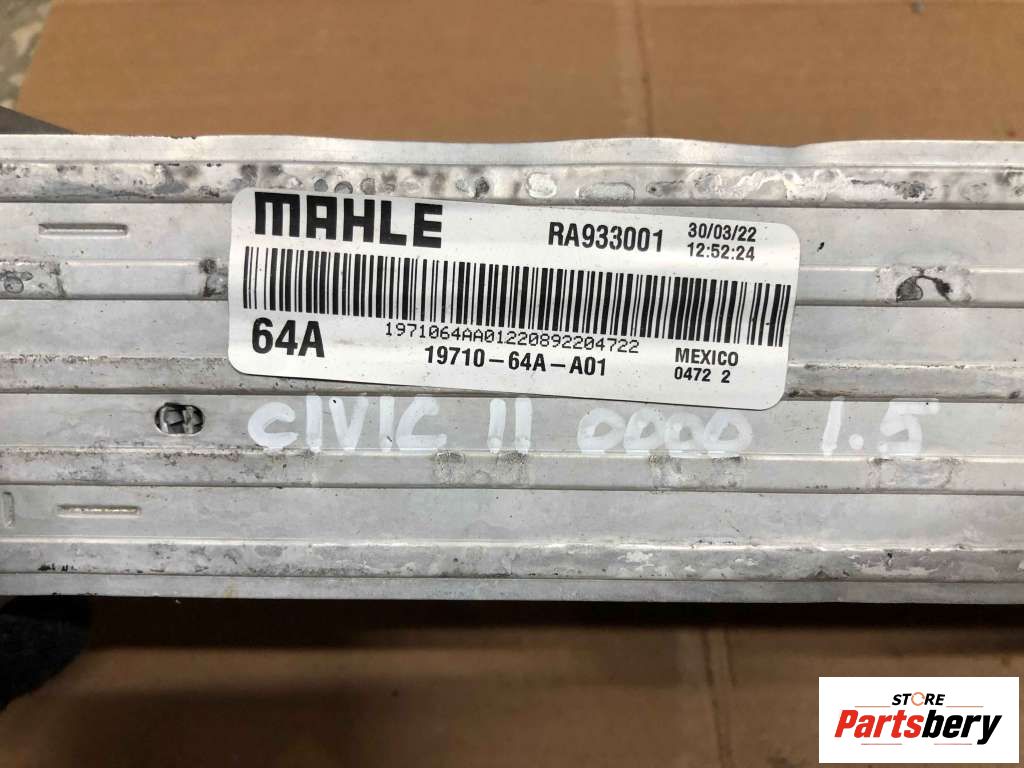 MAHLE RA933001 30/03/22
12:52:24
1971064AA01220892204722
64A 19710-64A-A01 MEXICO
0472 2
CIVIC 11 0000 1.5
STORE
Partsbery